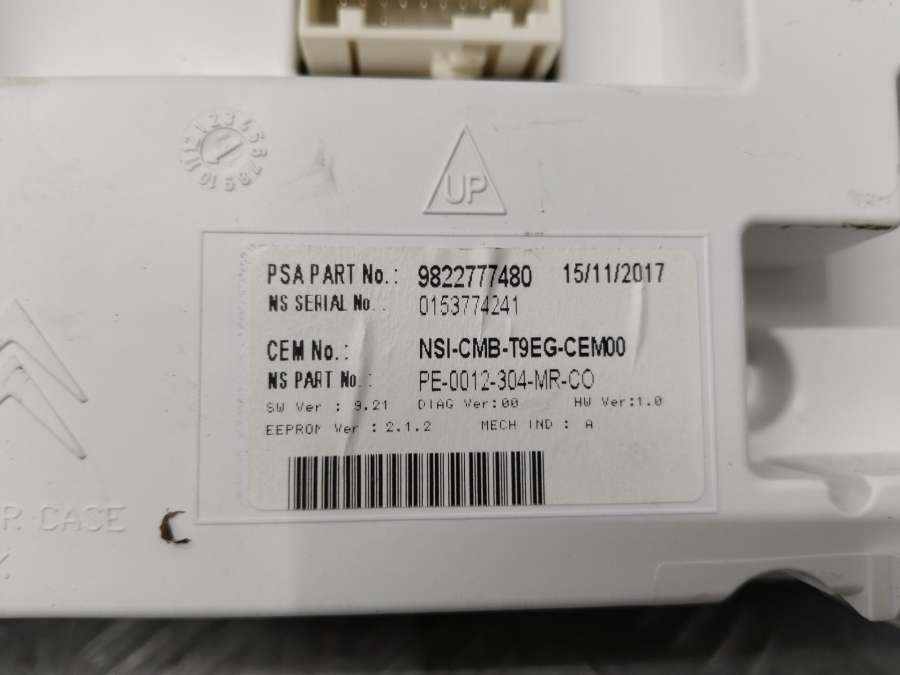 UP
PSA PART No.: 9822777480 15/11/2017
NS SERIAL No. : 0153774241
CEM No.: NSI-CMB-T9EG-CEM00
NS PART No. : PE-0012-304-MR-CO
SW Ver : 9.21 DIAG Ver:00 HW Ver:1.0
EEPROM Ver : 2.1.2 MECH IND : A
R CASE